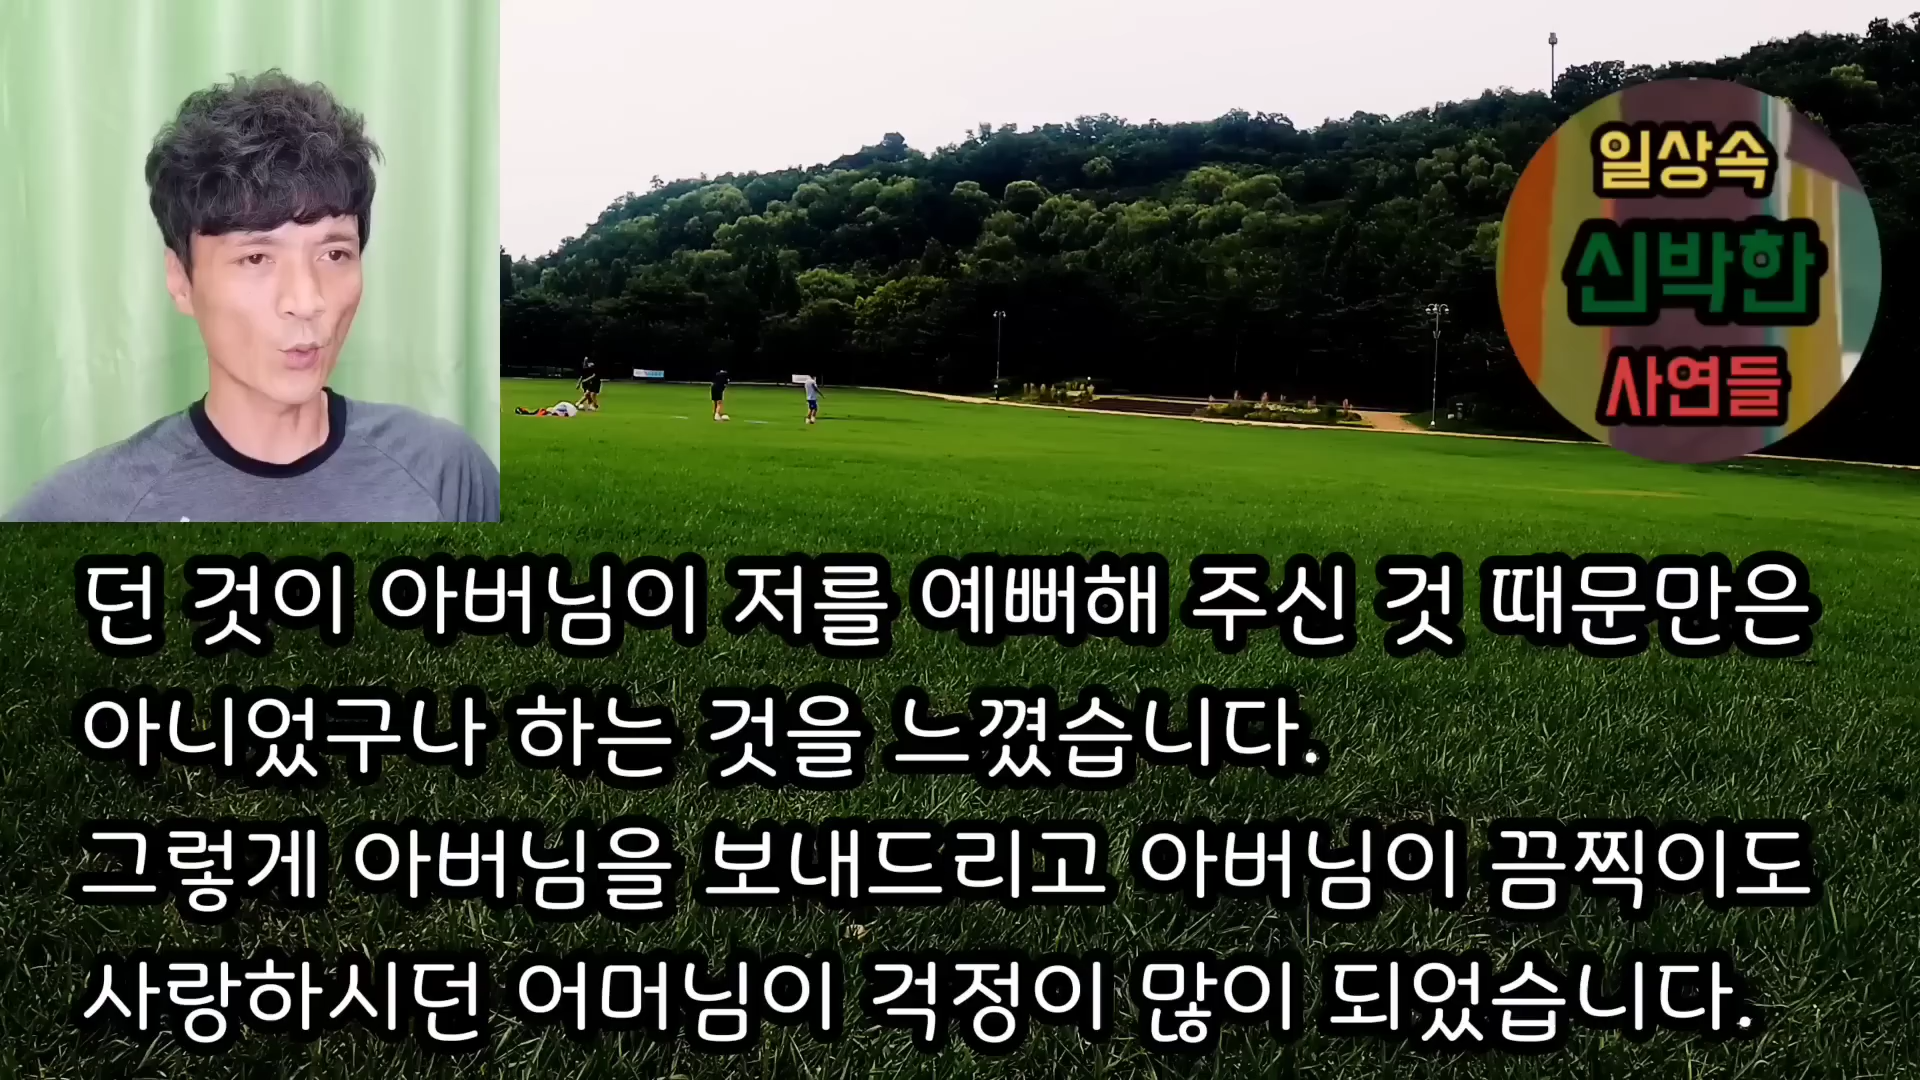 일상속
신박한
사연들
던 것이 아버님이 저를 예뻐해 주신 것 때문만은
아니었구나 하는 것을 느꼈습니다.
그렇게 아버님을 보내드리고 아버님이 끔찍이도
사랑하시던 어머님이 걱정이 많이 되었습니다.